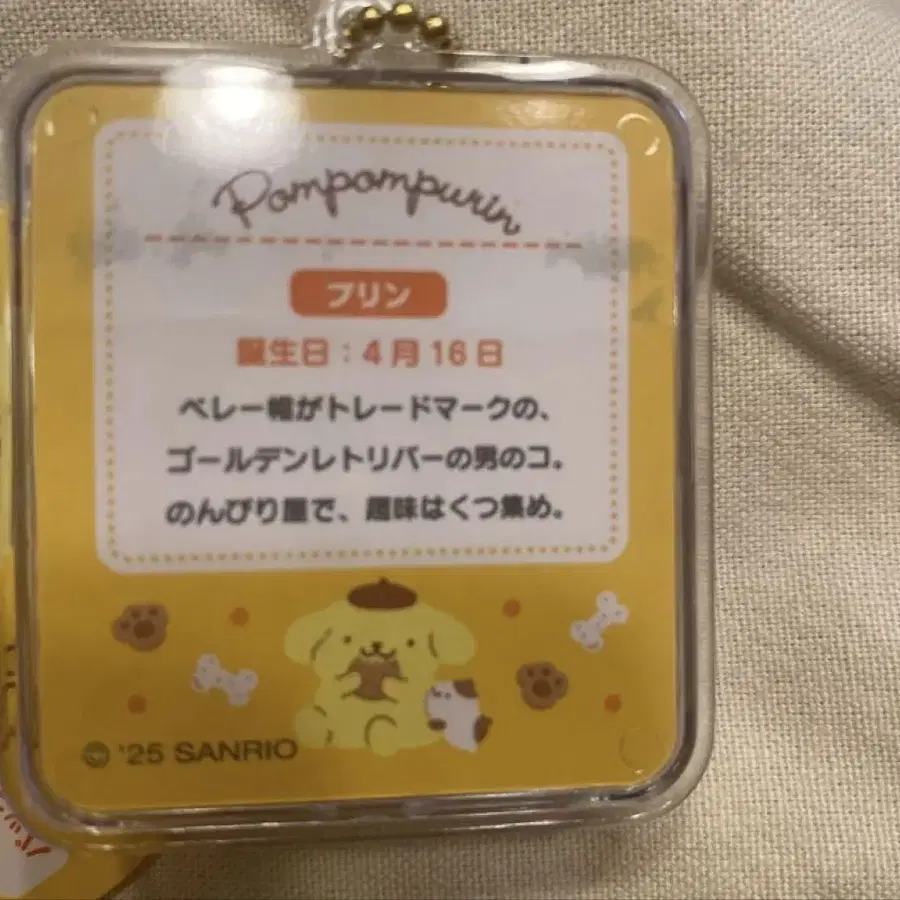 Pompompurin
プリン
誕生日：4月16日
ベレー帽がトレードマークの、
ゴールデンレトリバーの男のコ。
のんびり屋で、趣味はくつ集め。
© '25 SANRIO